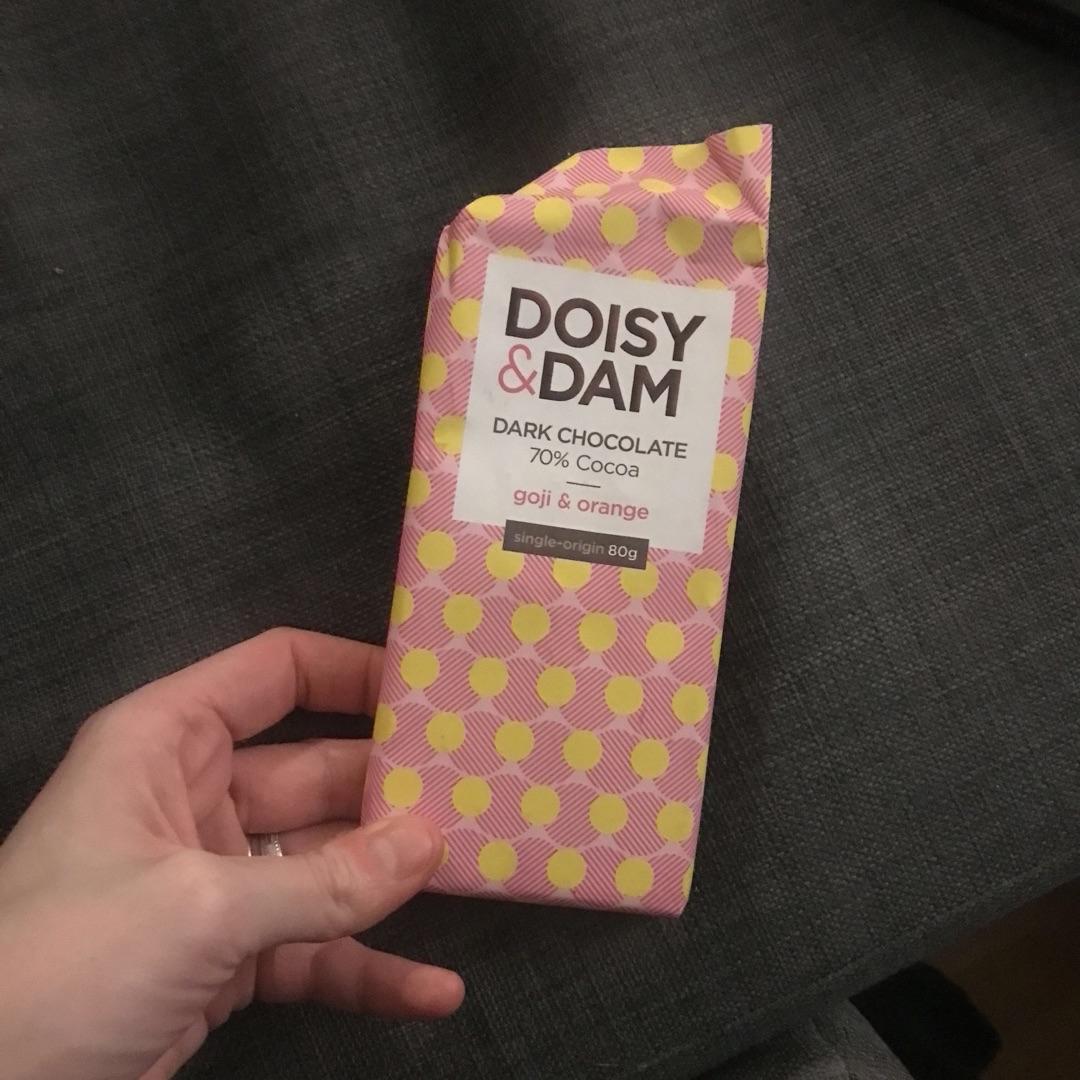 DOISY
&DAM
DARK CHOCOLATE
70% Cocoa
goji & orange
single-origin 80g